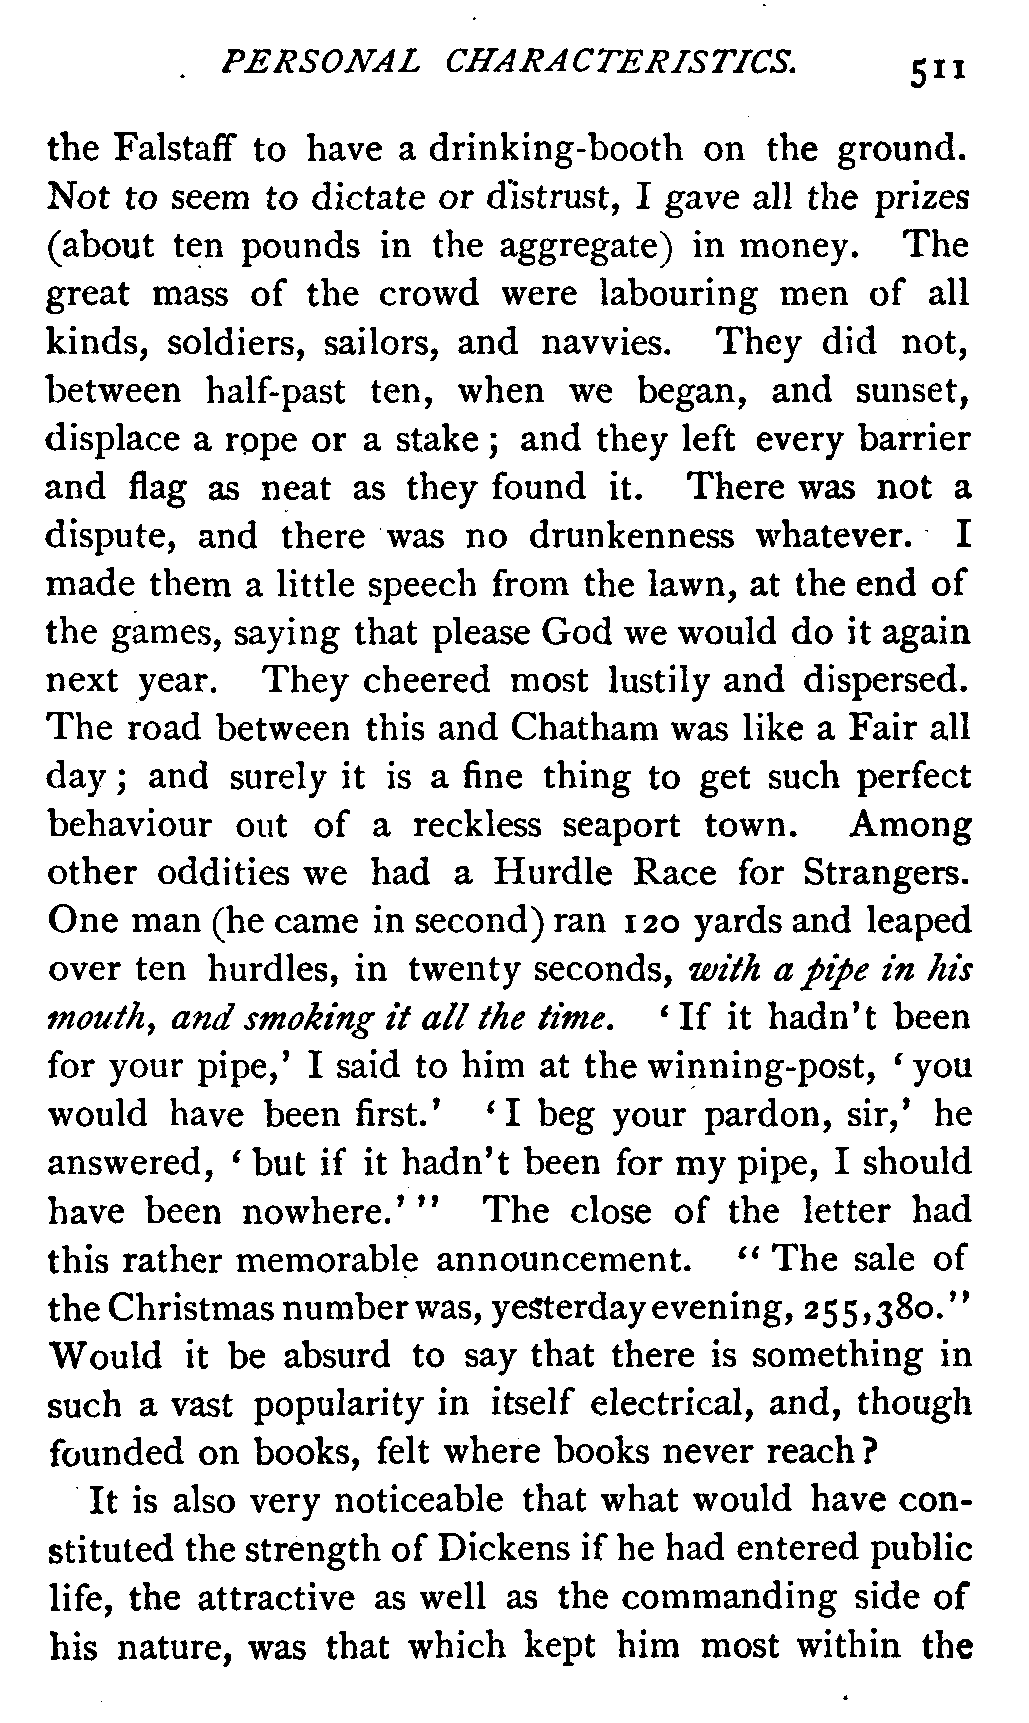 PERSONAL CHARACTERISTICS. 511
the Falstaff to have a drinking-booth on the ground.
Not to seem to dictate or distrust, I gave all the prizes
(about ten pounds in the aggregate) in money. The
great mass of the crowd were labouring men of all
kinds, soldiers, sailors, and navvies. They did not,
between half-past ten, when we began, and sunset,
displace a rope or a stake ; and they left every barrier
and flag as neat as they found it. There was not a
dispute, and there was no drunkenness whatever. I
made them a little speech from the lawn, at the end of
the games, saying that please God we would do it again
next year. They cheered most lustily and dispersed.
The road between this and Chatham was like a Fair all
day ; and surely it is a fine thing to get such perfect
behaviour out of a reckless seaport town. Among
other oddities we had a Hurdle Race for Strangers.
One man (he came in second) ran 120 yards and leaped
over ten hurdles, in twenty seconds, with a pipe in his
mouth, and smoking it all the time. ‘ If it hadn’t been
for your pipe,’ I said to him at the winning-post, ‘ you
would have been first.’ ‘ I beg your pardon, sir,’ he
answered, ‘ but if it hadn’t been for my pipe, I should
have been nowhere.’ ” The close of the letter had
this rather memorable announcement. “ The sale of
the Christmas number was, yesterday evening, 255,380.”
Would it be absurd to say that there is something in
such a vast popularity in itself electrical, and, though
founded on books, felt where books never reach ?
It is also very noticeable that what would have con-
stituted the strength of Dickens if he had entered public
life, the attractive as well as the commanding side of
his nature, was that which kept him most within the